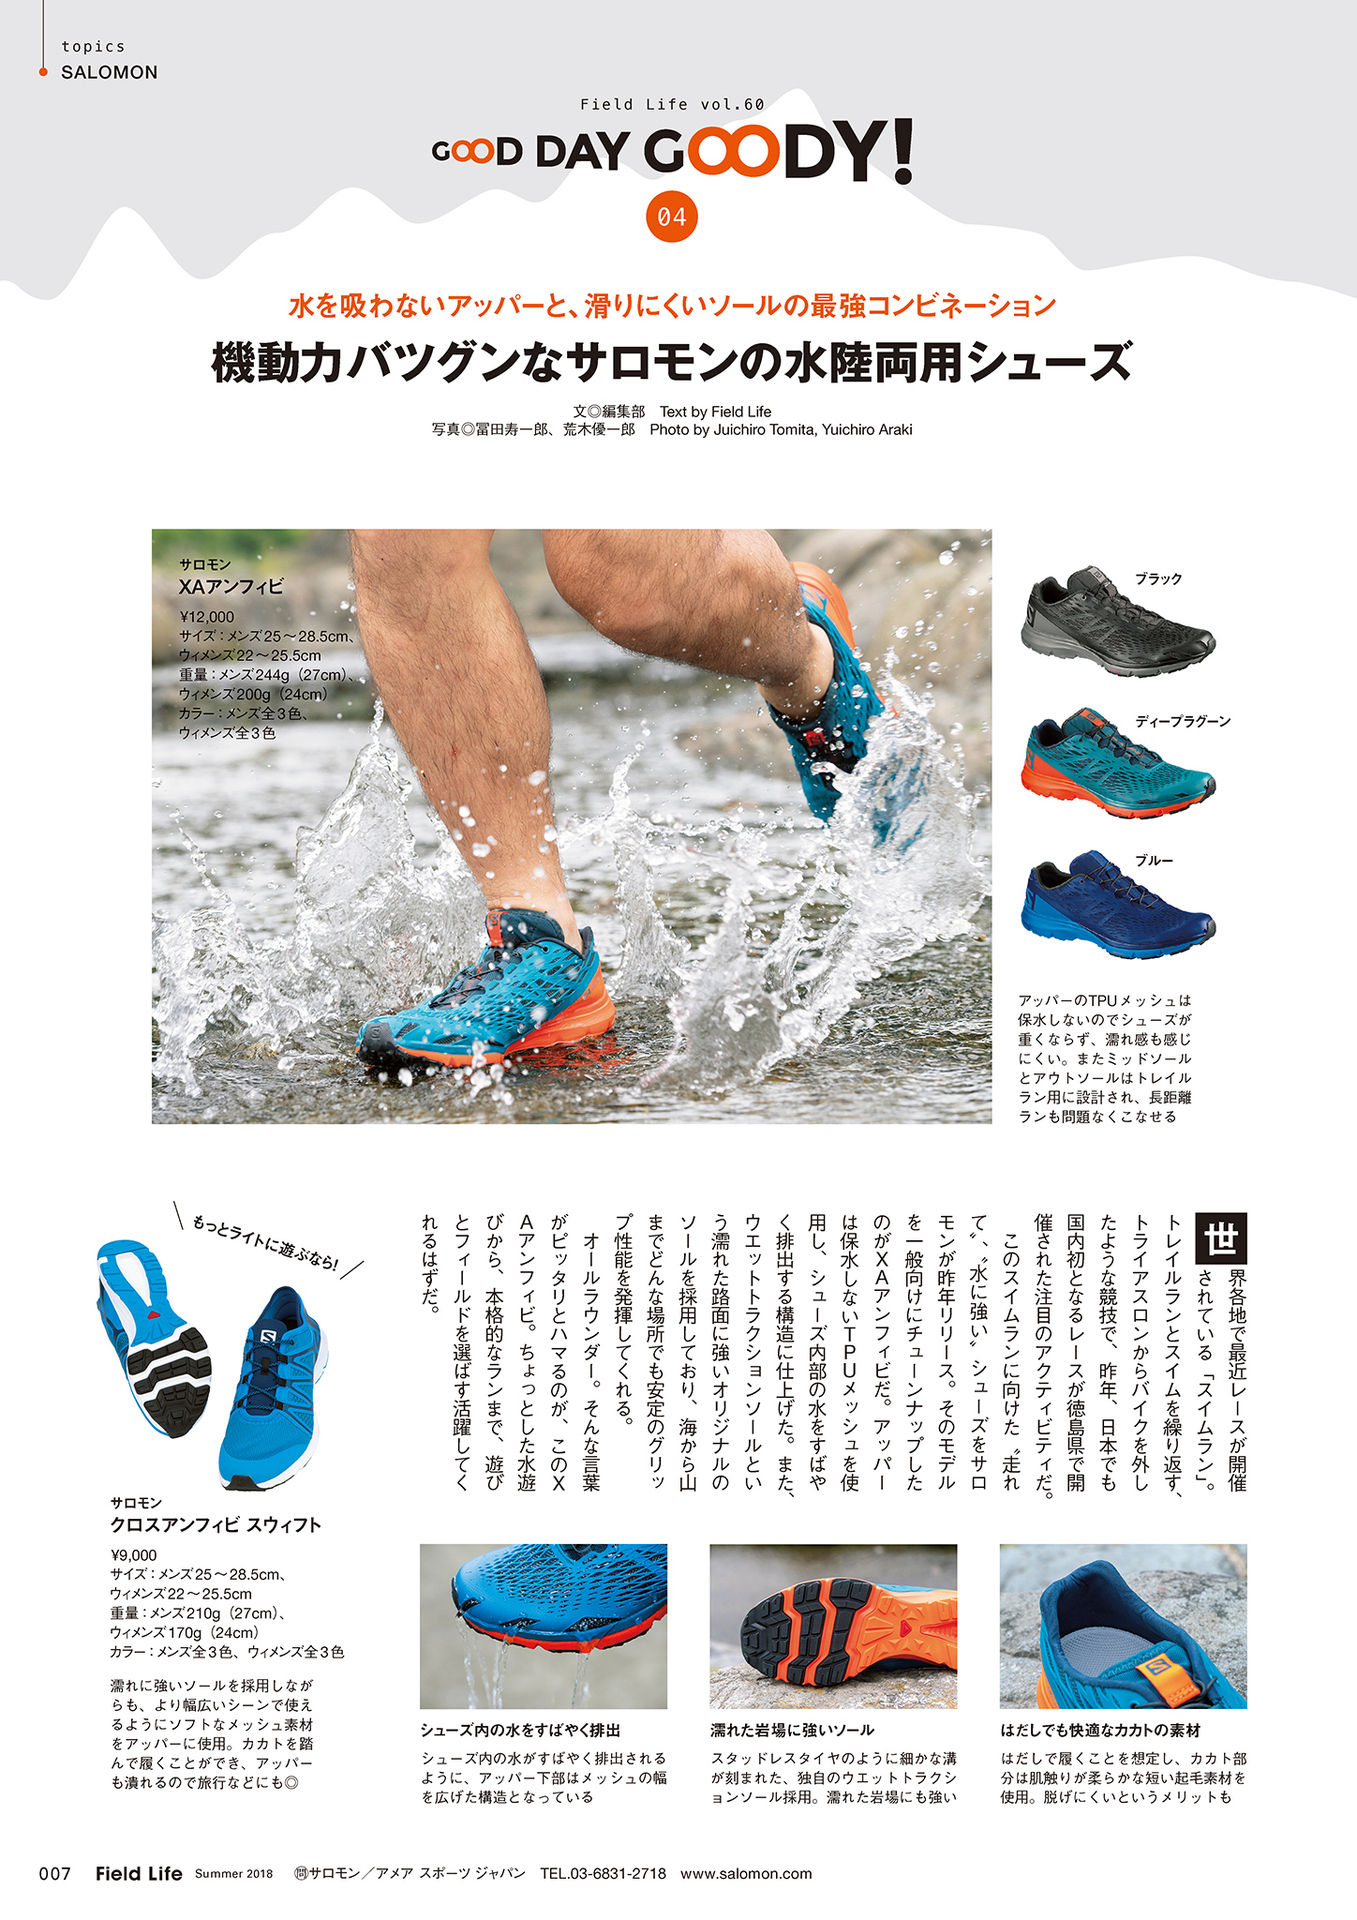 topics
SALOMON
Field Life vol.60
GOOD DAY GOODY!
04
水を吸わないアッパーと、滑りにくいソールの最強コンビネーション
機動力バツグンなサロモンの水陸両用シューズ
文◎編集部　Text by Field Life
写真◎冨田寿一郎、荒木優一郎　Photo by Juichiro Tomita, Yuichiro Araki
サロモン
XAアンフィビ
¥12,000
サイズ：メンズ25～28.5cm、
ウィメンズ22～25.5cm
重量：メンズ244g（27cm）、
ウィメンズ200g（24cm）
カラー：メンズ全3色、
ウィメンズ全3色
ブラック
ディープラグーン
ブルー
アッパーのTPUメッシュは
保水しないのでシューズが
重くならず、濡れ感も感じ
にくい。またミッドソール
とアウトソールはトレイル
ラン用に設計され、長距離
ランも問題なくこなせる
世界各地で最近レースが開催
されている「スイムラン」。
トレイルランとスイムを繰り返す、
トライアスロンからバイクを外し
たような競技で、昨年、日本でも
国内初となるレースが徳島県で開
催された注目のアクティビティだ。
このスイムランに向けた〝走れ
て〟、〝水に強い〟シューズをサロ
モンが昨年リリース。そのモデル
を一般向けにチューンナップした
のがXAアンフィビだ。アッパー
は保水しないTPUメッシュを使
用し、シューズ内部の水をすばや
く排出する構造に仕上げた。また、
ウエットトラクションソールとい
う濡れた路面に強いオリジナルの
ソールを採用しており、海から山
までどんな場所でも安定のグリッ
プ性能を発揮してくれる。
オールラウンダー。そんな言葉
がピッタリとハマるのが、このX
Aアンフィビ。ちょっとした水遊
びから、本格的なランまで、遊び
とフィールドを選ばす活躍してく
れるはずだ。
もっとライトに遊ぶなら！
サロモン
クロスアンフィビ スウィフト
¥9,000
サイズ：メンズ25～28.5cm、
ウィメンズ22～25.5cm
重量：メンズ210g（27cm）、
ウィメンズ170g（24cm）
カラー：メンズ全3色、ウィメンズ全3色
濡れに強いソールを採用しなが
らも、より幅広いシーンで使え
るようにソフトなメッシュ素材
をアッパーに使用。カカトを踏
んで履くことができ、アッパー
も潰れるので旅行などにも◎
シューズ内の水をすばやく排出
シューズ内の水がすばやく排出される
ように、アッパー下部はメッシュの幅
を広げた構造となっている
濡れた岩場に強いソール
スタッドレスタイヤのように細かな溝
が刻まれた、独自のウエットトラクシ
ョンソール採用。濡れた岩場にも強い
はだしでも快適なカカトの素材
はだしで履くことを想定し、カカト部
分は肌触りが柔らかな短い起毛素材を
使用。脱げにくいというメリットも
007　Field Life　Summer 2018　㉄サロモン／アメア スポーツ ジャパン　TEL.03-6831-2718　www.salomon.com